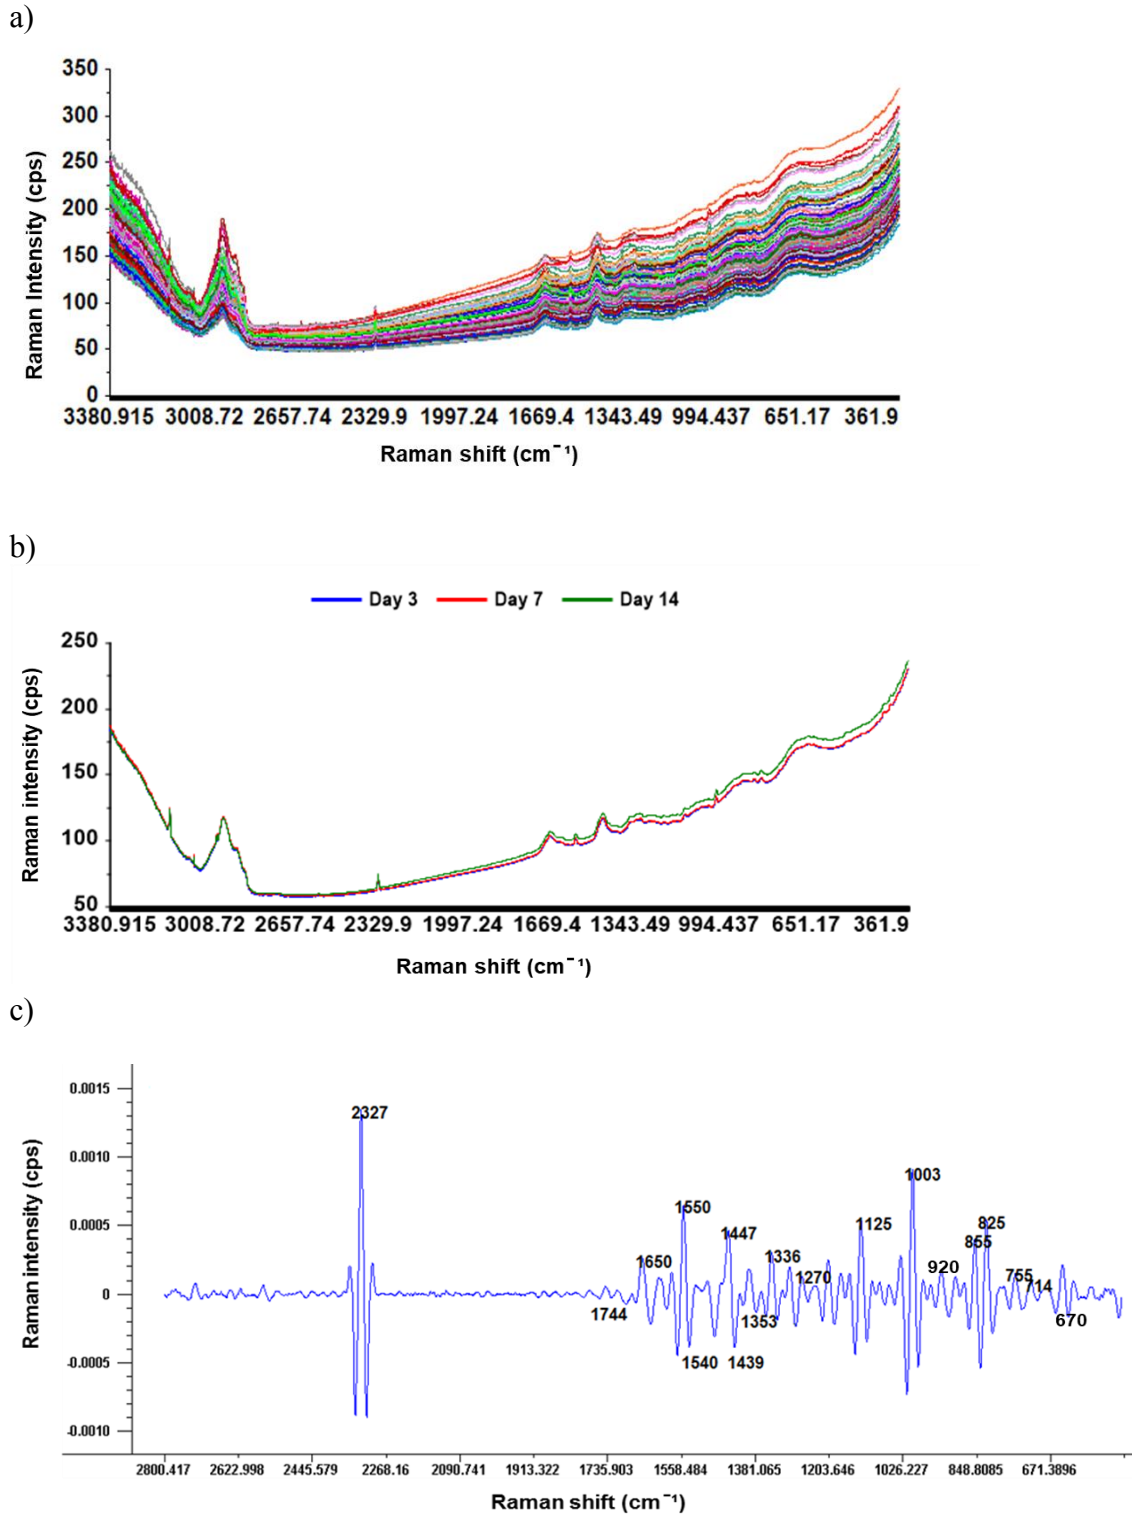 a)
350
300
250
200
150
100
50
0
Raman Intensity (cps)
3380.915 3008.72 2657.74 2329.9 1997.24 1669.4 1343.49 994.437 651.17 361.9
Raman shift (cm⁻¹)
b)
Day 3 Day 7 Day 14
250
200
150
100
50
Raman intensity (cps)
3380.915 3008.72 2657.74 2329.9 1997.24 1669.4 1343.49 994.437 651.17 361.9
Raman shift (cm⁻¹)
c)
0.0015
0.0010
0.0005
0
-0.0005
-0.0010
Raman intensity (cps)
2327
1744
1650
1550
1540
1447
1439
1353
1336
1270
1125
1003
920
855
825
755
714
670
2800.417 2622.998 2445.579 2268.16 2090.741 1913.322 1735.903 1558.484 1381.065 1203.646 1026.227 848.8085 671.3896
Raman shift (cm⁻¹)